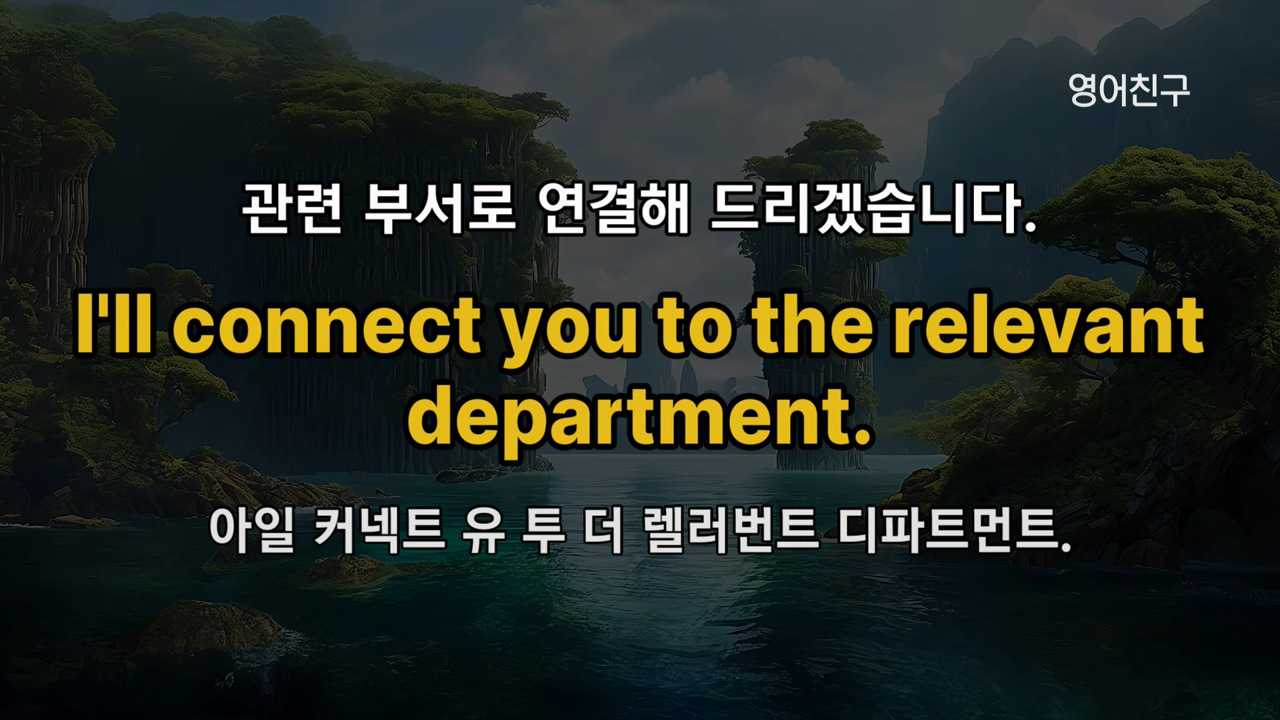 영어친구
관련 부서로 연결해 드리겠습니다.
I'll connect you to the relevant
department.
아일 커넥트 유 투 더 렐러번트 디파트먼트.